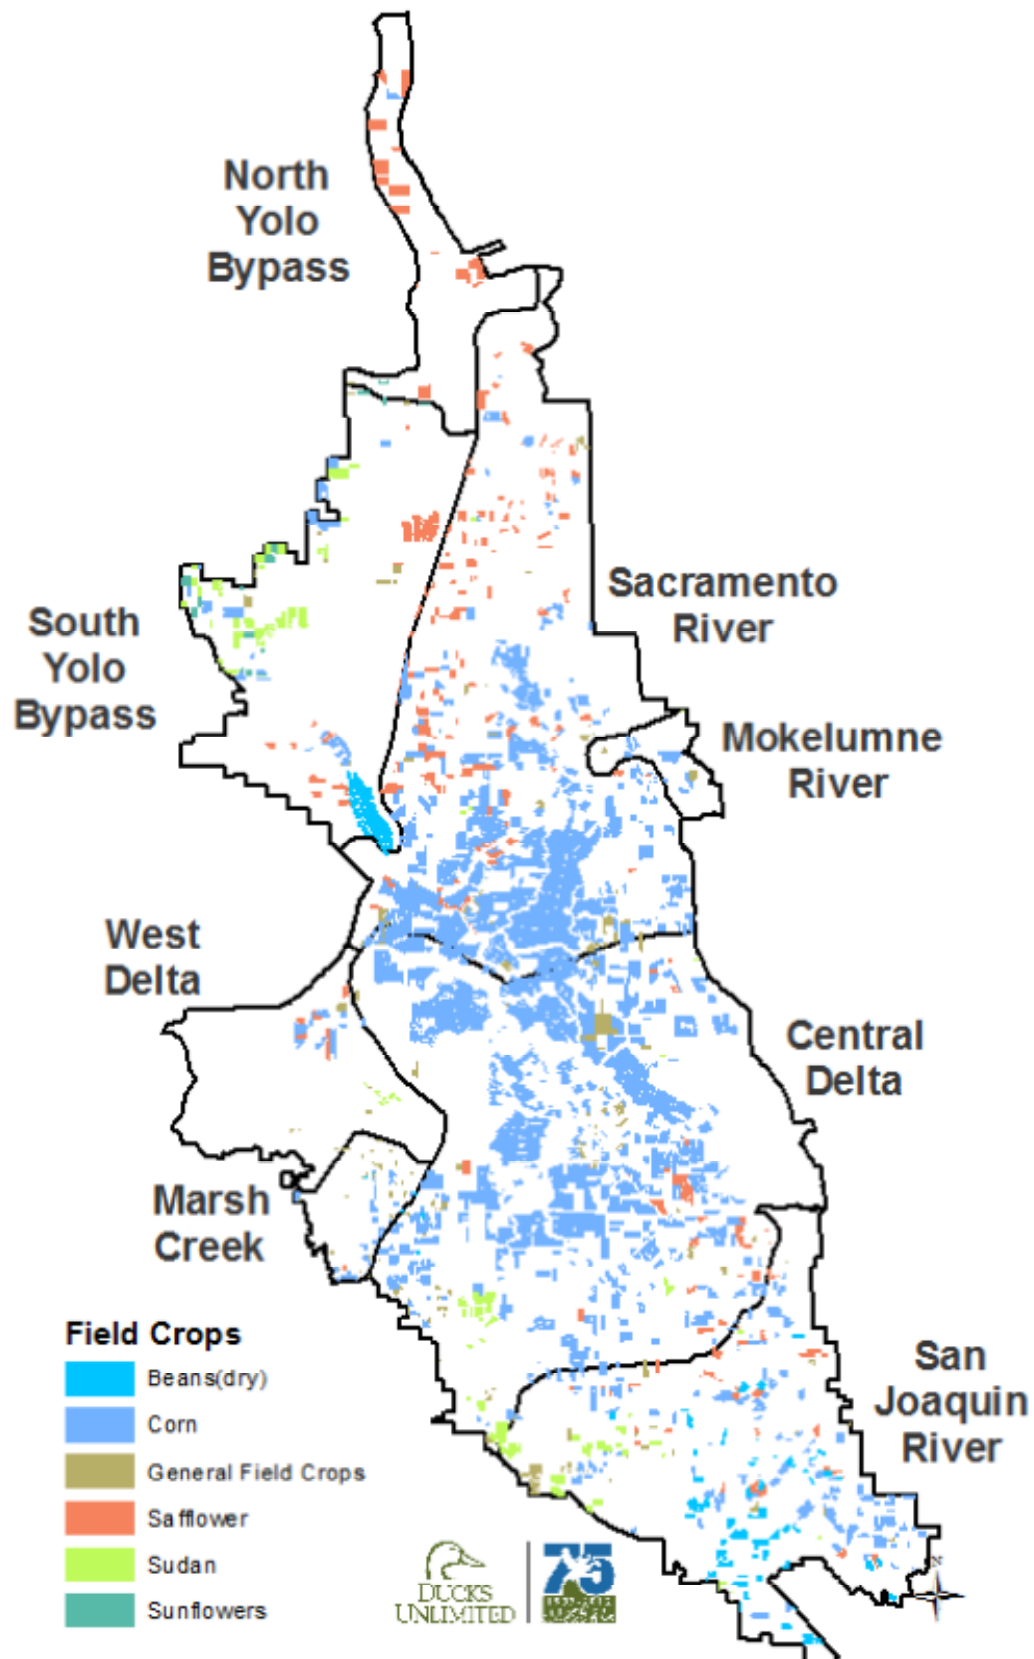 North
Yolo
Bypass
Sacramento
River
South
Yolo
Bypass
Mokelumne
River
West
Delta
Central
Delta
Marsh
Creek
San
Joaquin
River
Field Crops
Beans(dry)
Corn
General Field Crops
Safflower
Sudan
Sunflowers
DUCKS
UNLIMITED
75
N